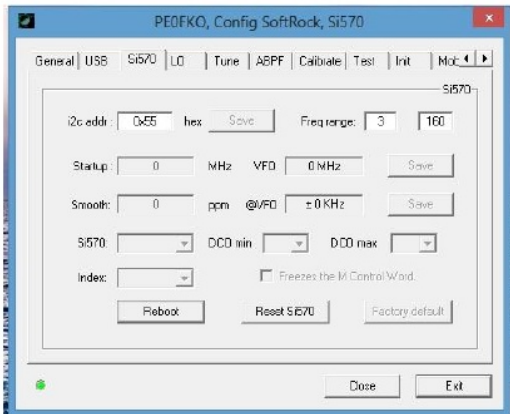 PE0FKO, Config SoftRock, Si570
General USB Si570 LO Tune ABPF Calibrate Test Init
Si570
i2c addr : 0x55 hex Save Freq range: 3 160
Startup : 0 MHz VFO 0 MHz Save
Smooth: 0 ppm @VFO ± 0 KHz Save
Si570: DCO min DCO max
Index: Freezes the M Control Word.
Reboot Reset Si570 Factory default
Close Exit